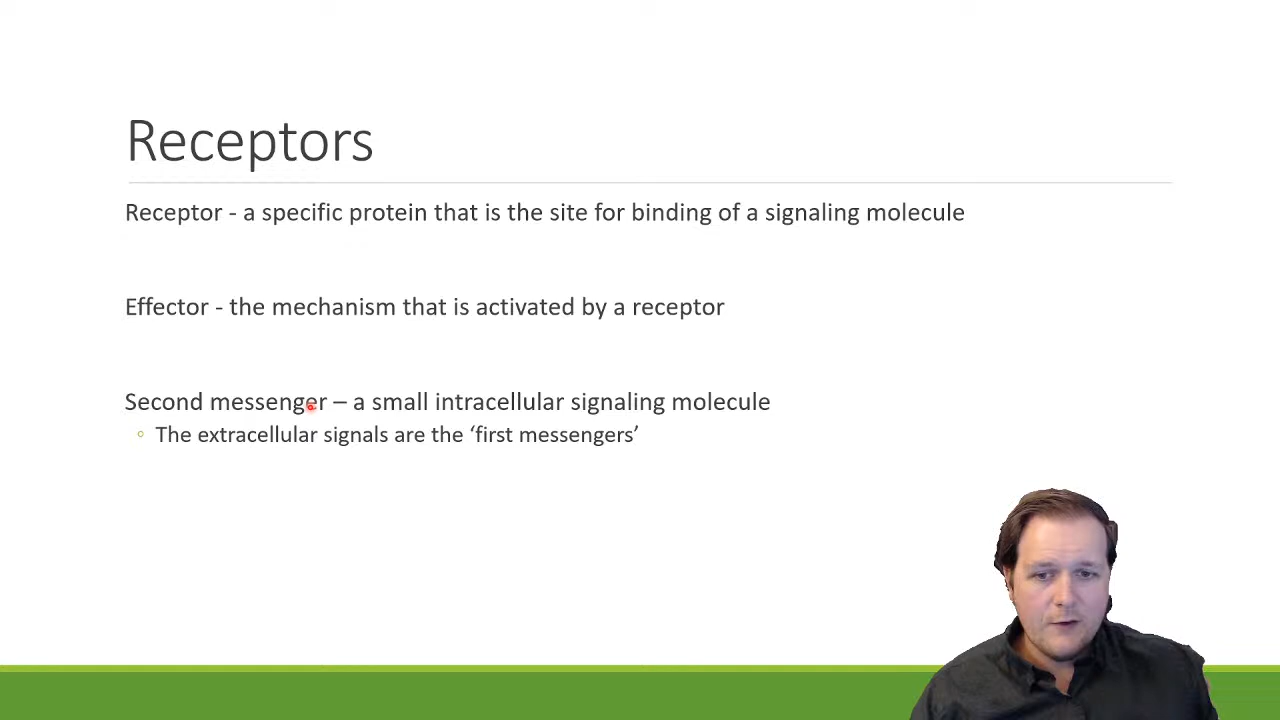 Receptors
Receptor - a specific protein that is the site for binding of a signaling molecule
Effector - the mechanism that is activated by a receptor
Second messenger – a small intracellular signaling molecule
◦ The extracellular signals are the ‘first messengers’